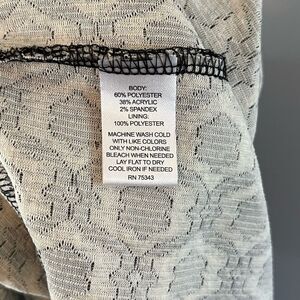 BODY:
60% POLYESTER
38% ACRYLIC
2% SPANDEX
LINING:
100% POLYESTER
MACHINE WASH COLD
WITH LIKE COLORS
ONLY NON-CHLORINE
BLEACH WHEN NEEDED
LAY FLAT TO DRY
COOL IRON IF NEEDED
RN 75343